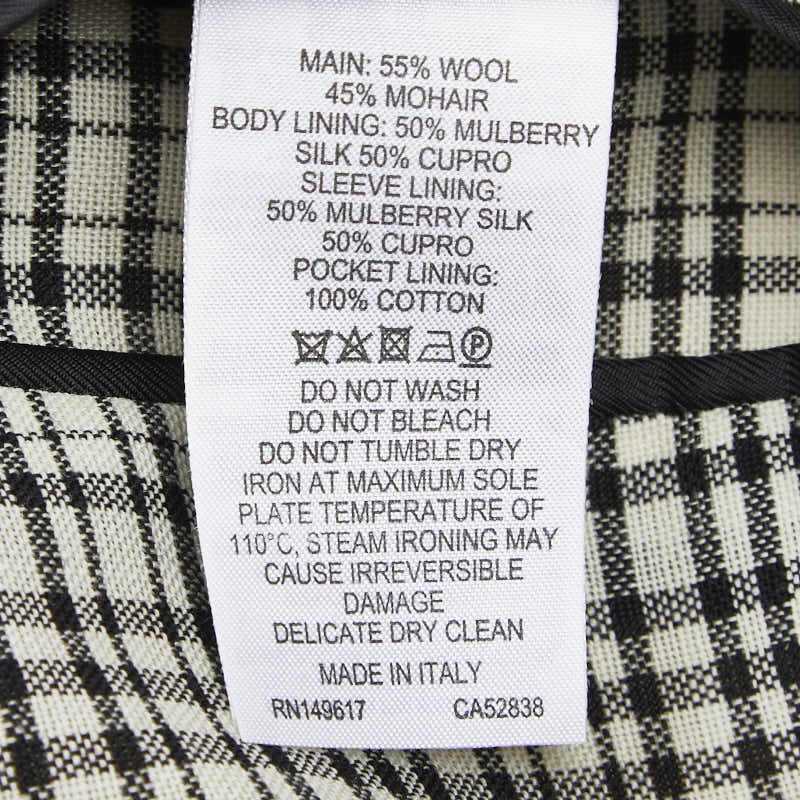 MAIN: 55% WOOL
45% MOHAIR
BODY LINING: 50% MULBERRY
SILK 50% CUPRO
SLEEVE LINING:
50% MULBERRY SILK
50% CUPRO
POCKET LINING:
100% COTTON
P
DO NOT WASH
DO NOT BLEACH
DO NOT TUMBLE DRY
IRON AT MAXIMUM SOLE
PLATE TEMPERATURE OF
110°C, STEAM IRONING MAY
CAUSE IRREVERSIBLE
DAMAGE
DELICATE DRY CLEAN
MADE IN ITALY
RN149617 CA52838